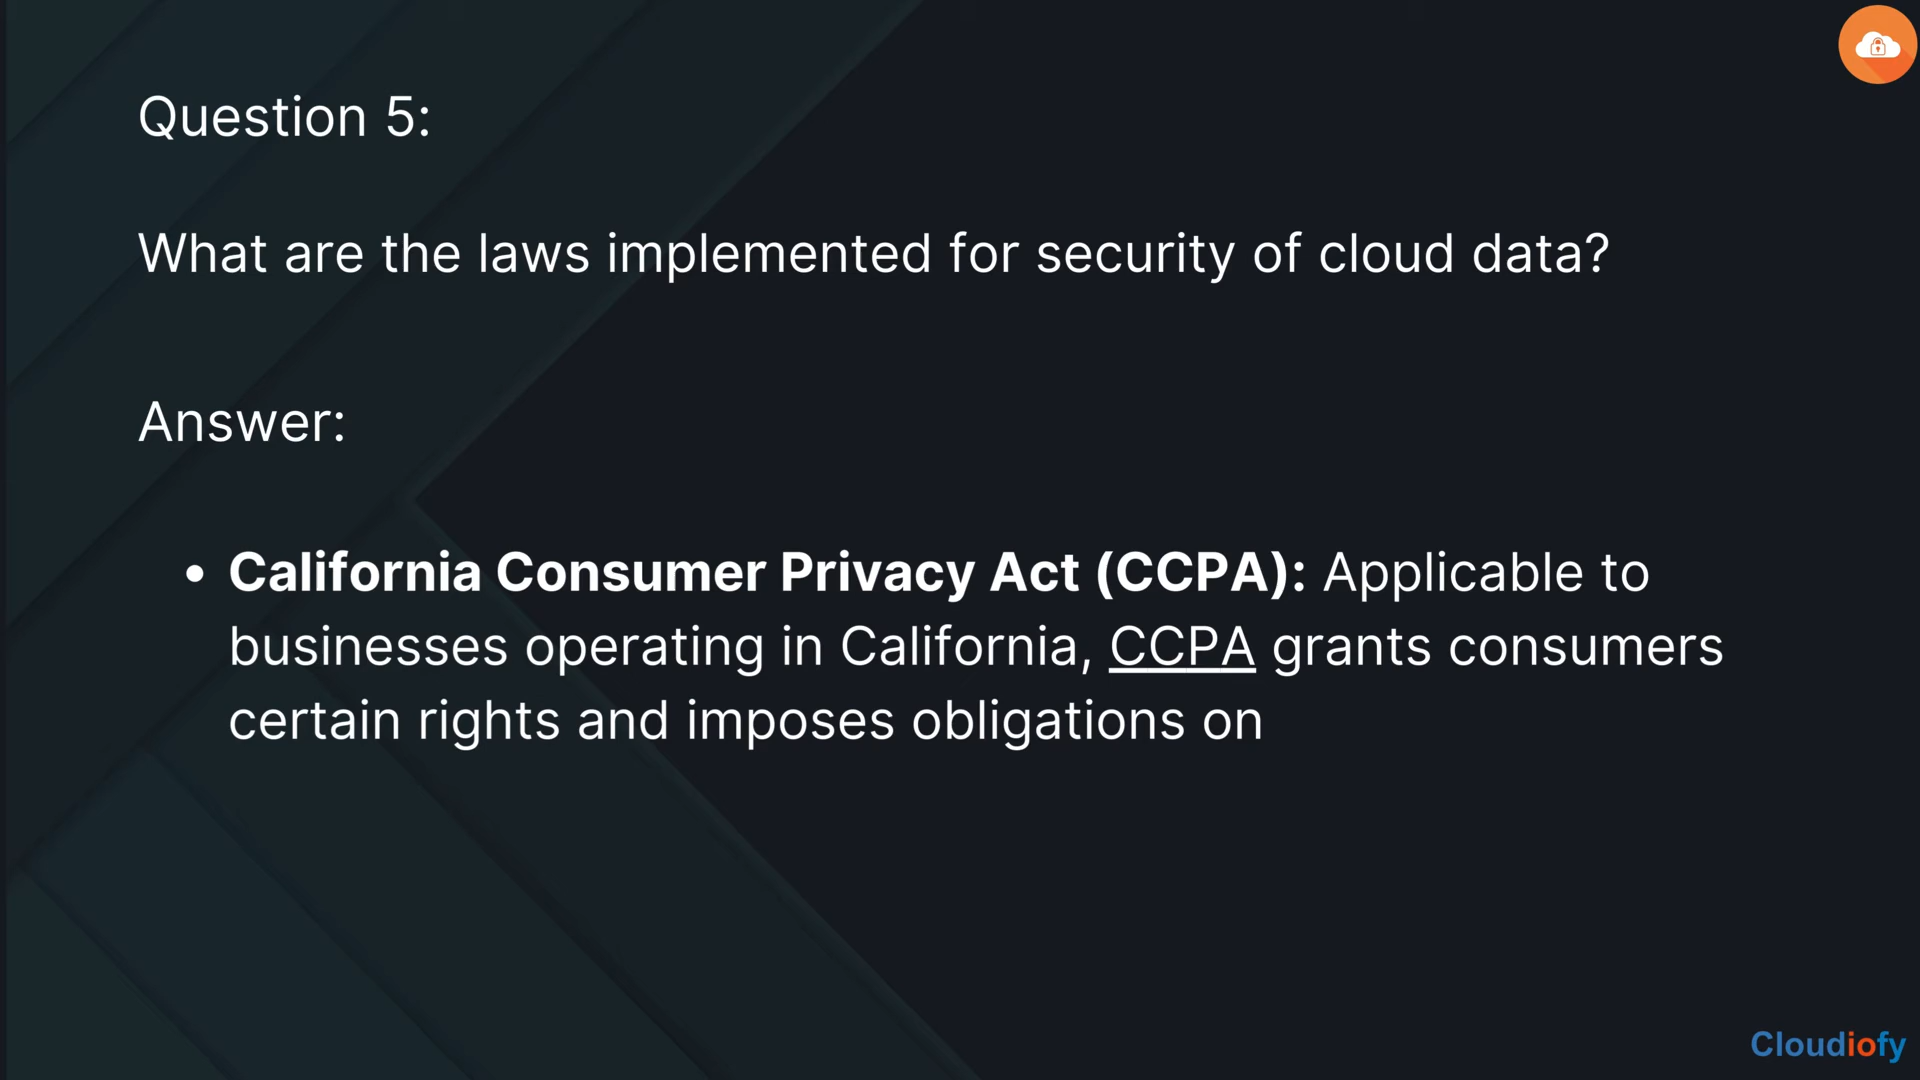 Question 5:
What are the laws implemented for security of cloud data?
Answer:
• California Consumer Privacy Act (CCPA): Applicable to
businesses operating in California, CCPA grants consumers
certain rights and imposes obligations on
Cloudiofy